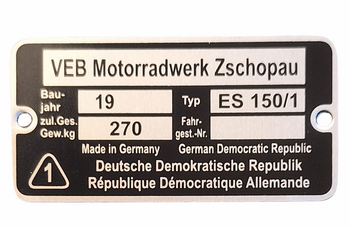 VEB Motorradwerk Zschopau
Bau-
jahr 19 Typ ES 150/1
zul.Ges.
Gew.kg 270 Fahr-
gest.-Nr.
Made in Germany German Democratic Republic
1 Deutsche Demokratische Republik
République Démocratique Allemande